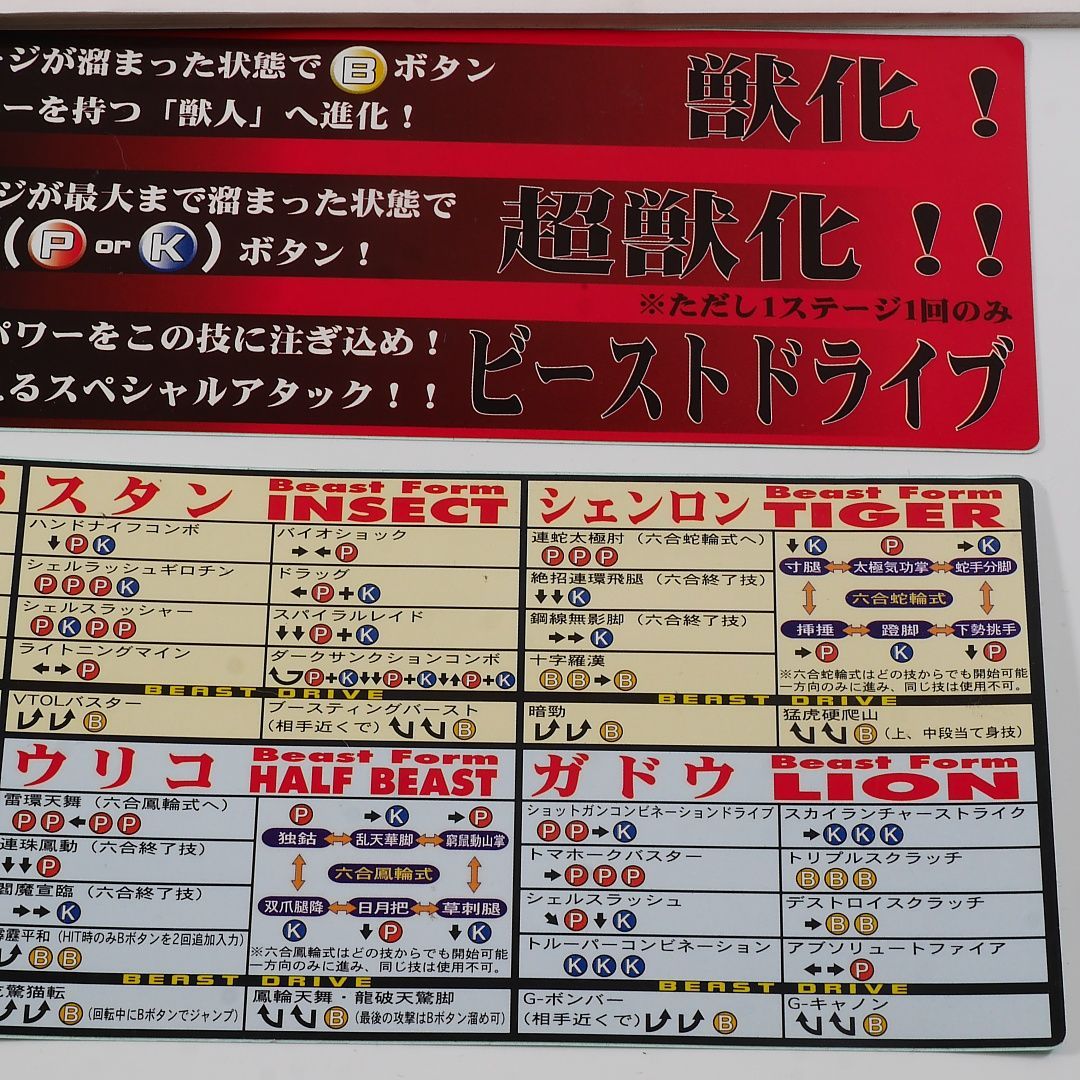 ジが溜まった状態で B ボタン
獣化！
ーを持つ「獣人」へ進化！
ジが最大まで溜まった状態で
超獣化！！
(P or K) ボタン！
※ただし1ステージ1回のみ
パワーをこの技に注ぎ込め！
ビーストドライブ
えるスペシャルアタック！！
スタン
Beast Form
INSECT
ハンドナイフコンボ
↓PK
シェルラッシュギロチン
PPPK
シェルスラッシャー
PKPP
ライトニングマイン
←→P
バイオショック
→←P
ドラッグ
←P+K
スパイラルレイド
↓↓P+K
ダークサンクションコンボ
P+K↓↓P+K↓↑P+K
BEAST DRIVE
VTOLバスター
B
ブースティングバースト
(相手近くで) B
シェンロン
Beast Form
TIGER
連蛇太極肘（六合蛇輪式へ）
PPP
絶招連環飛腿（六合終了技）
↓↓K
鋼線無影脚（六合終了技）
→→K
十字羅漢
BB→B
↓K P →K
寸腿 太極気功掌 蛇手分脚
六合蛇輪式
挿捶 蹬脚 下勢挑手
→P K ↓P
※六合蛇輪式はどの技からでも開始可能
一方向のみに進み、同じ技は使用不可。
BEAST DRIVE
暗勁
B
猛虎硬爬山
B (上、中段当て身技)
ウリコ
Beast Form
HALF BEAST
雷環天舞（六合鳳輪式へ）
PP←PP
連珠鳳動（六合終了技）
↓↓P
閻魔宣臨（六合終了技）
→→K
霹靂平和（HIT時のみBボタンを2回追加入力）
BB
P →K →P
独鈷 乱天華脚 窮鼠動山掌
六合鳳輪式
双爪腿降 日月把 草刺腿
K ↓P ↓K
※六合鳳輪式はどの技からでも開始可能
一方向のみに進み、同じ技は使用不可。
BEAST DRIVE
驚猫転
B (回転中にBボタンでジャンプ)
鳳輪天舞・龍破天驚脚
B (最後の攻撃はBボタン溜め可)
ガドウ
Beast Form
LION
ショットガンコンビネーションドライブ
PP→K
トマホークバスター
→PPP
シェルスラッシュ
↘P↓K
トルーパーコンビネーション
KKK
スカイランチャーストライク
→KKK
トリプルスクラッチ
BBB
デストロイスクラッチ
→BB
アブソリュートファイア
←→P
BEAST DRIVE
G-ボンバー
(相手近くで) B
G-キャノン
B